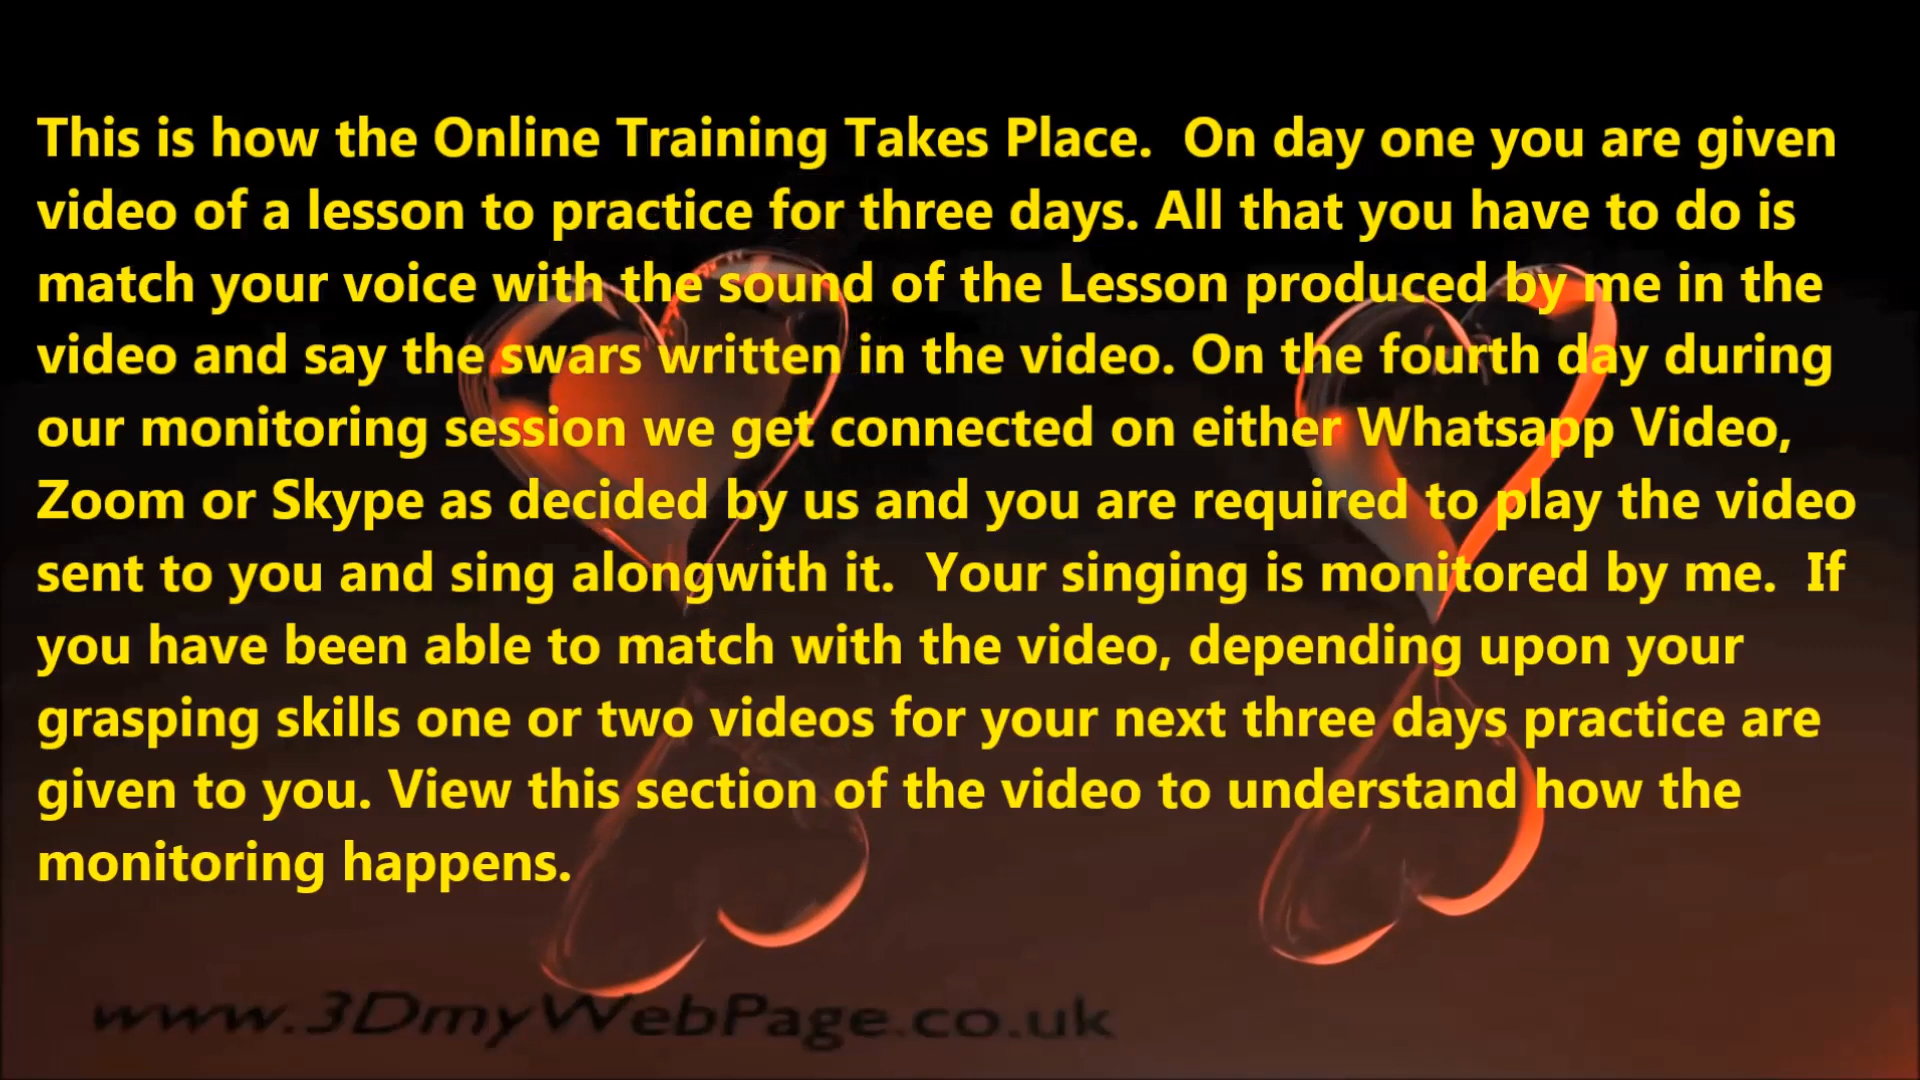 This is how the Online Training Takes Place.  On day one you are given
video of a lesson to practice for three days. All that you have to do is
match your voice with the sound of the Lesson produced by me in the
video and say the swars written in the video. On the fourth day during
our monitoring session we get connected on either Whatsapp Video,
Zoom or Skype as decided by us and you are required to play the video
sent to you and sing alongwith it.  Your singing is monitored by me.  If
you have been able to match with the video, depending upon your
grasping skills one or two videos for your next three days practice are
given to you. View this section of the video to understand how the
monitoring happens.
www.3DmyWebPage.co.uk